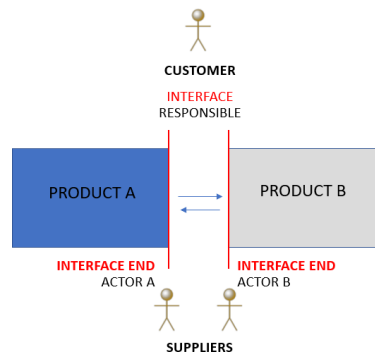 CUSTOMER
INTERFACE
RESPONSIBLE
PRODUCT A
PRODUCT B
INTERFACE END
ACTOR A
INTERFACE END
ACTOR B
SUPPLIERS